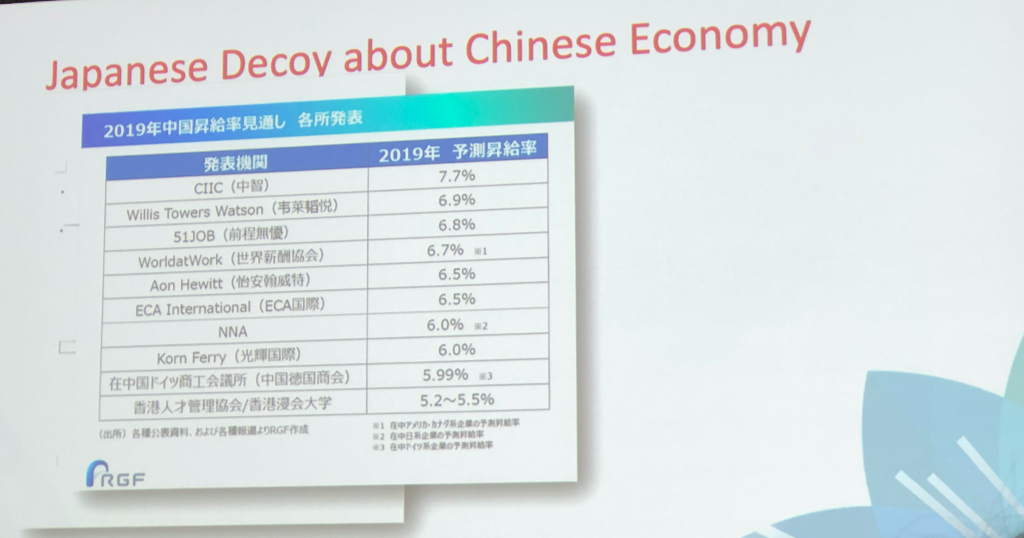 Japanese Decoy about Chinese Economy
2019年中国昇給率見通し 各所発表
発表機関 2019年 予測昇給率
CIIC（中智） 7.7%
Willis Towers Watson（韦莱韬悦） 6.9%
51JOB（前程無憂） 6.8%
WorldatWork（世界薪酬協会） 6.7% ※1
Aon Hewitt（怡安翰威特） 6.5%
ECA International（ECA国際） 6.5%
NNA 6.0% ※2
Korn Ferry（光輝国際） 6.0%
在中国ドイツ商工会議所（中国徳国商会） 5.99% ※3
香港人才管理協会/香港浸会大学 5.2～5.5%
（出所）各種公表資料、および各種報道よりRGF作成
※1 在中アメリカ・カナダ系企業の予測昇給率
※2 在中日系企業の予測昇給率
※3 在中ドイツ系企業の予測昇給率
RGF